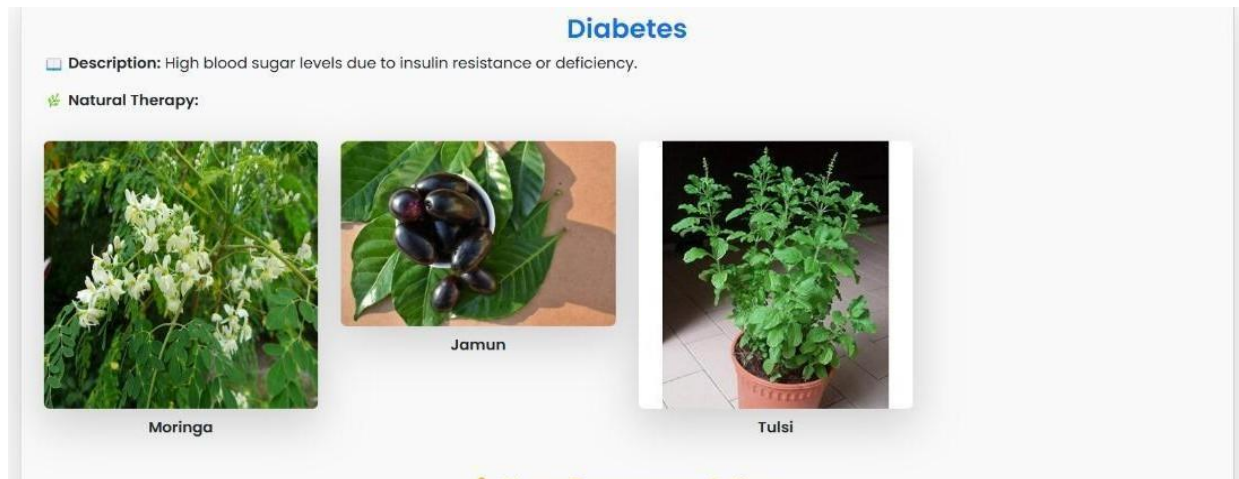 Diabetes
📖 Description: High blood sugar levels due to insulin resistance or deficiency.
🌿 Natural Therapy:
Moringa
Jamun
Tulsi